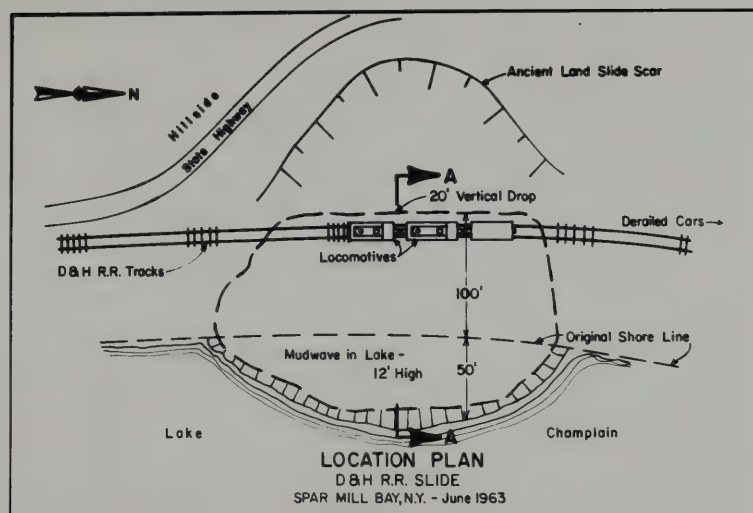 Ancient Land Slide Scar
N
Hillside
State Highway
A
20' Vertical Drop
Derailed Cars
Locomotives
D&H R.R. Tracks
100'
Original Shore Line
Mudwave in Lake -
12' High
50'
Lake
A
Champlain
LOCATION PLAN
D&H R.R. SLIDE
SPAR MILL BAY, N.Y. - June 1963